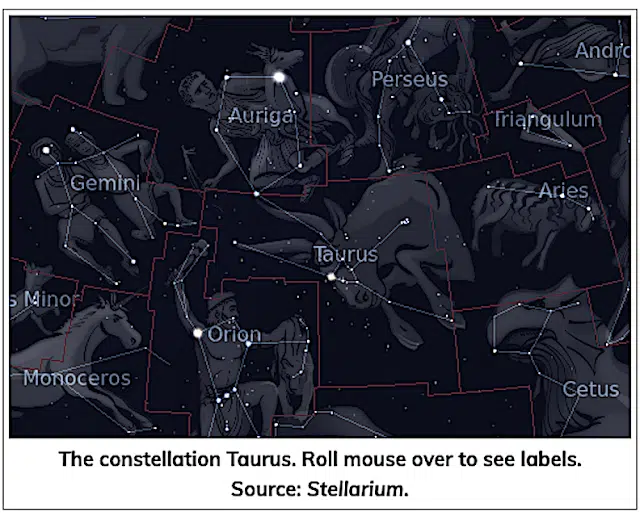 Andro
Perseus
Auriga
Triangulum
Gemini
Aries
Taurus
s Minor
Orion
Monoceros
Cetus
The constellation Taurus. Roll mouse over to see labels.
Source: Stellarium.